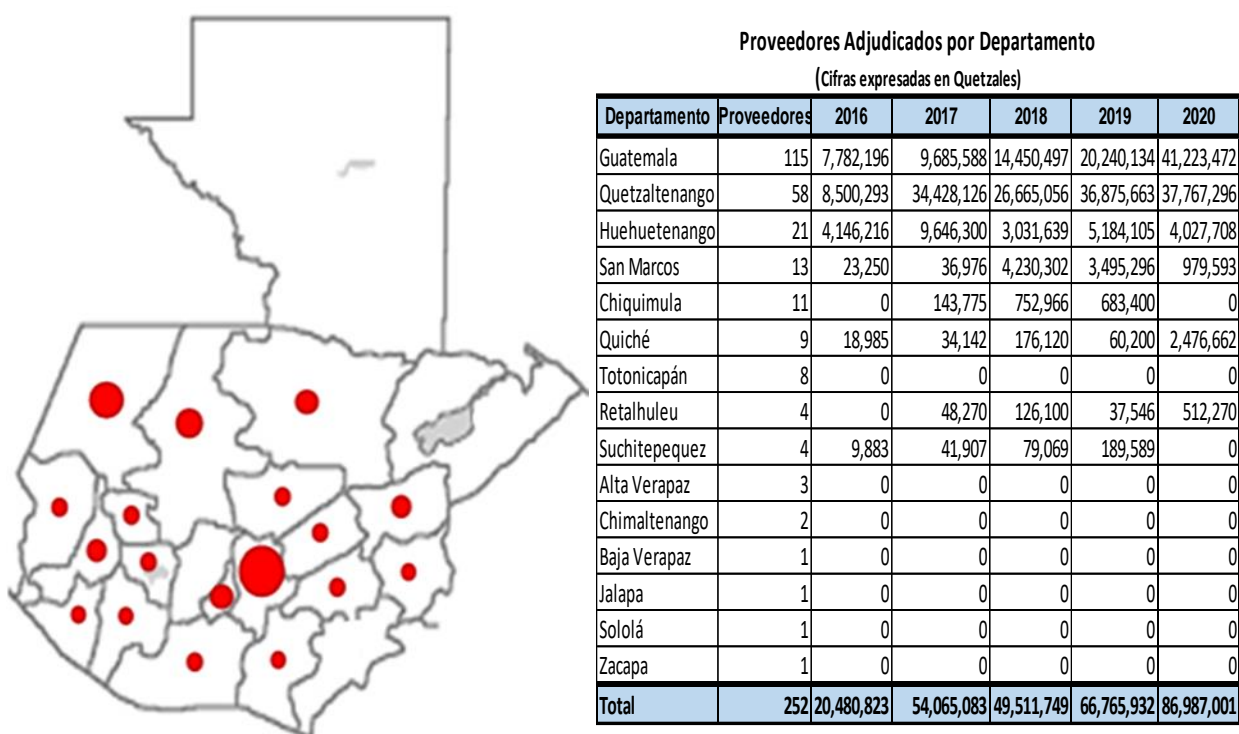 Proveedores Adjudicados por Departamento
(Cifras expresadas en Quetzales)
Departamento Proveedores 2016 2017 2018 2019 2020
Guatemala 115 7,782,196 9,685,588 14,450,497 20,240,134 41,223,472
Quetzaltenango 58 8,500,293 34,428,126 26,665,056 36,875,663 37,767,296
Huehuetenango 21 4,146,216 9,646,300 3,031,639 5,184,105 4,027,708
San Marcos 13 23,250 36,976 4,230,302 3,495,296 979,593
Chiquimula 11 0 143,775 752,966 683,400 0
Quiché 9 18,985 34,142 176,120 60,200 2,476,662
Totonicapán 8 0 0 0 0 0
Retalhuleu 4 0 48,270 126,100 37,546 512,270
Suchitepequez 4 9,883 41,907 79,069 189,589 0
Alta Verapaz 3 0 0 0 0 0
Chimaltenango 2 0 0 0 0 0
Baja Verapaz 1 0 0 0 0 0
Jalapa 1 0 0 0 0 0
Sololá 1 0 0 0 0 0
Zacapa 1 0 0 0 0 0
Total 252 20,480,823 54,065,083 49,511,749 66,765,932 86,987,001